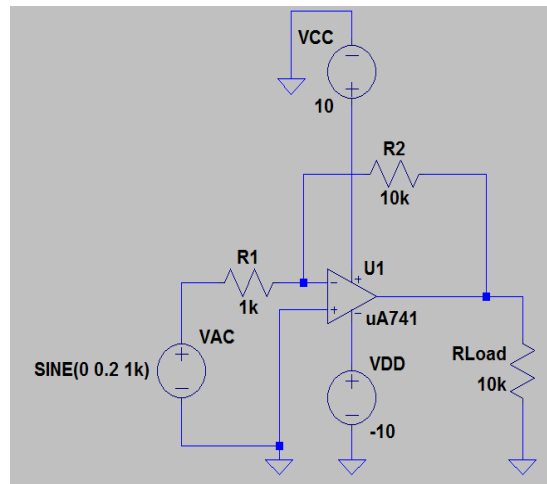 VCC
10
R2
10k
R1
1k
U1
uA741
VAC
SINE(0 0.2 1k)
VDD
-10
RLoad
10k